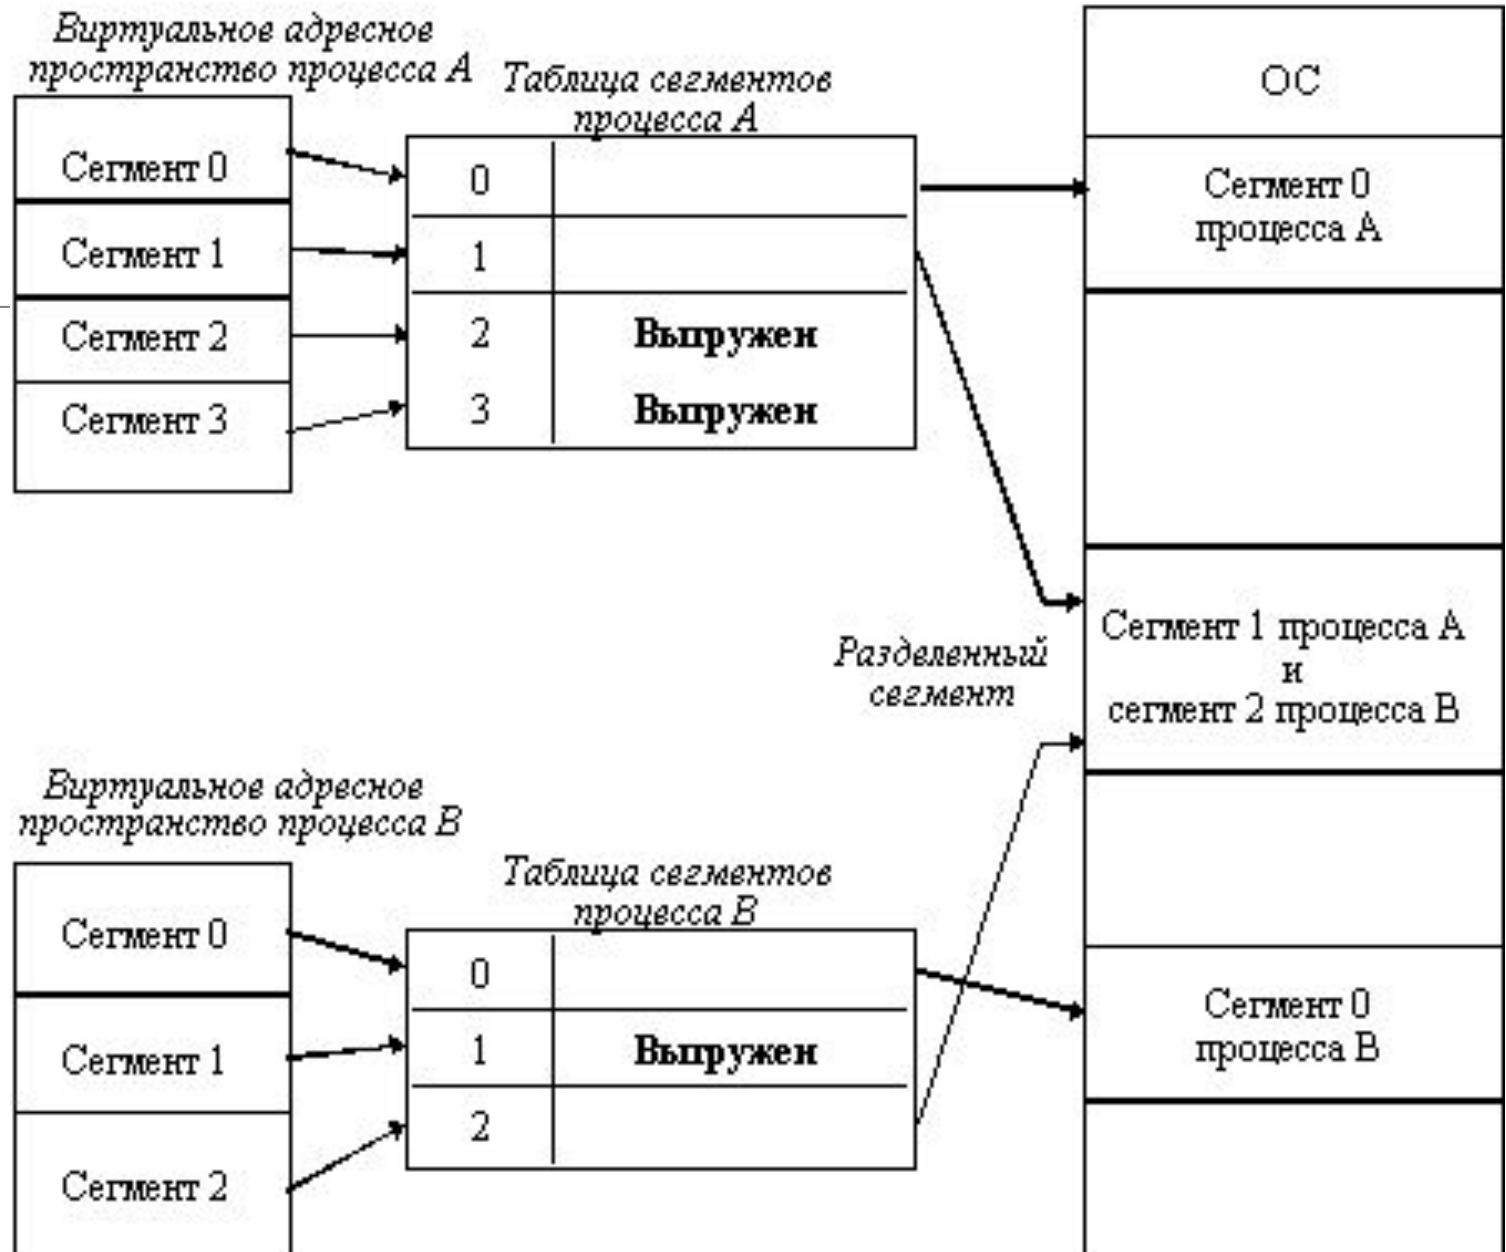 Виртуальное адресное
пространство процесса А
Сегмент 0
Сегмент 1
Сегмент 2
Сегмент 3
Таблица сегментов
процесса А
0
1
2 Выгружен
3 Выгружен
ОС
Сегмент 0
процесса А
Сегмент 1 процесса А
и
сегмент 2 процесса В
Сегмент 0
процесса В
Разделенный
сегмент
Виртуальное адресное
пространство процесса В
Сегмент 0
Сегмент 1
Сегмент 2
Таблица сегментов
процесса В
0
1 Выгружен
2